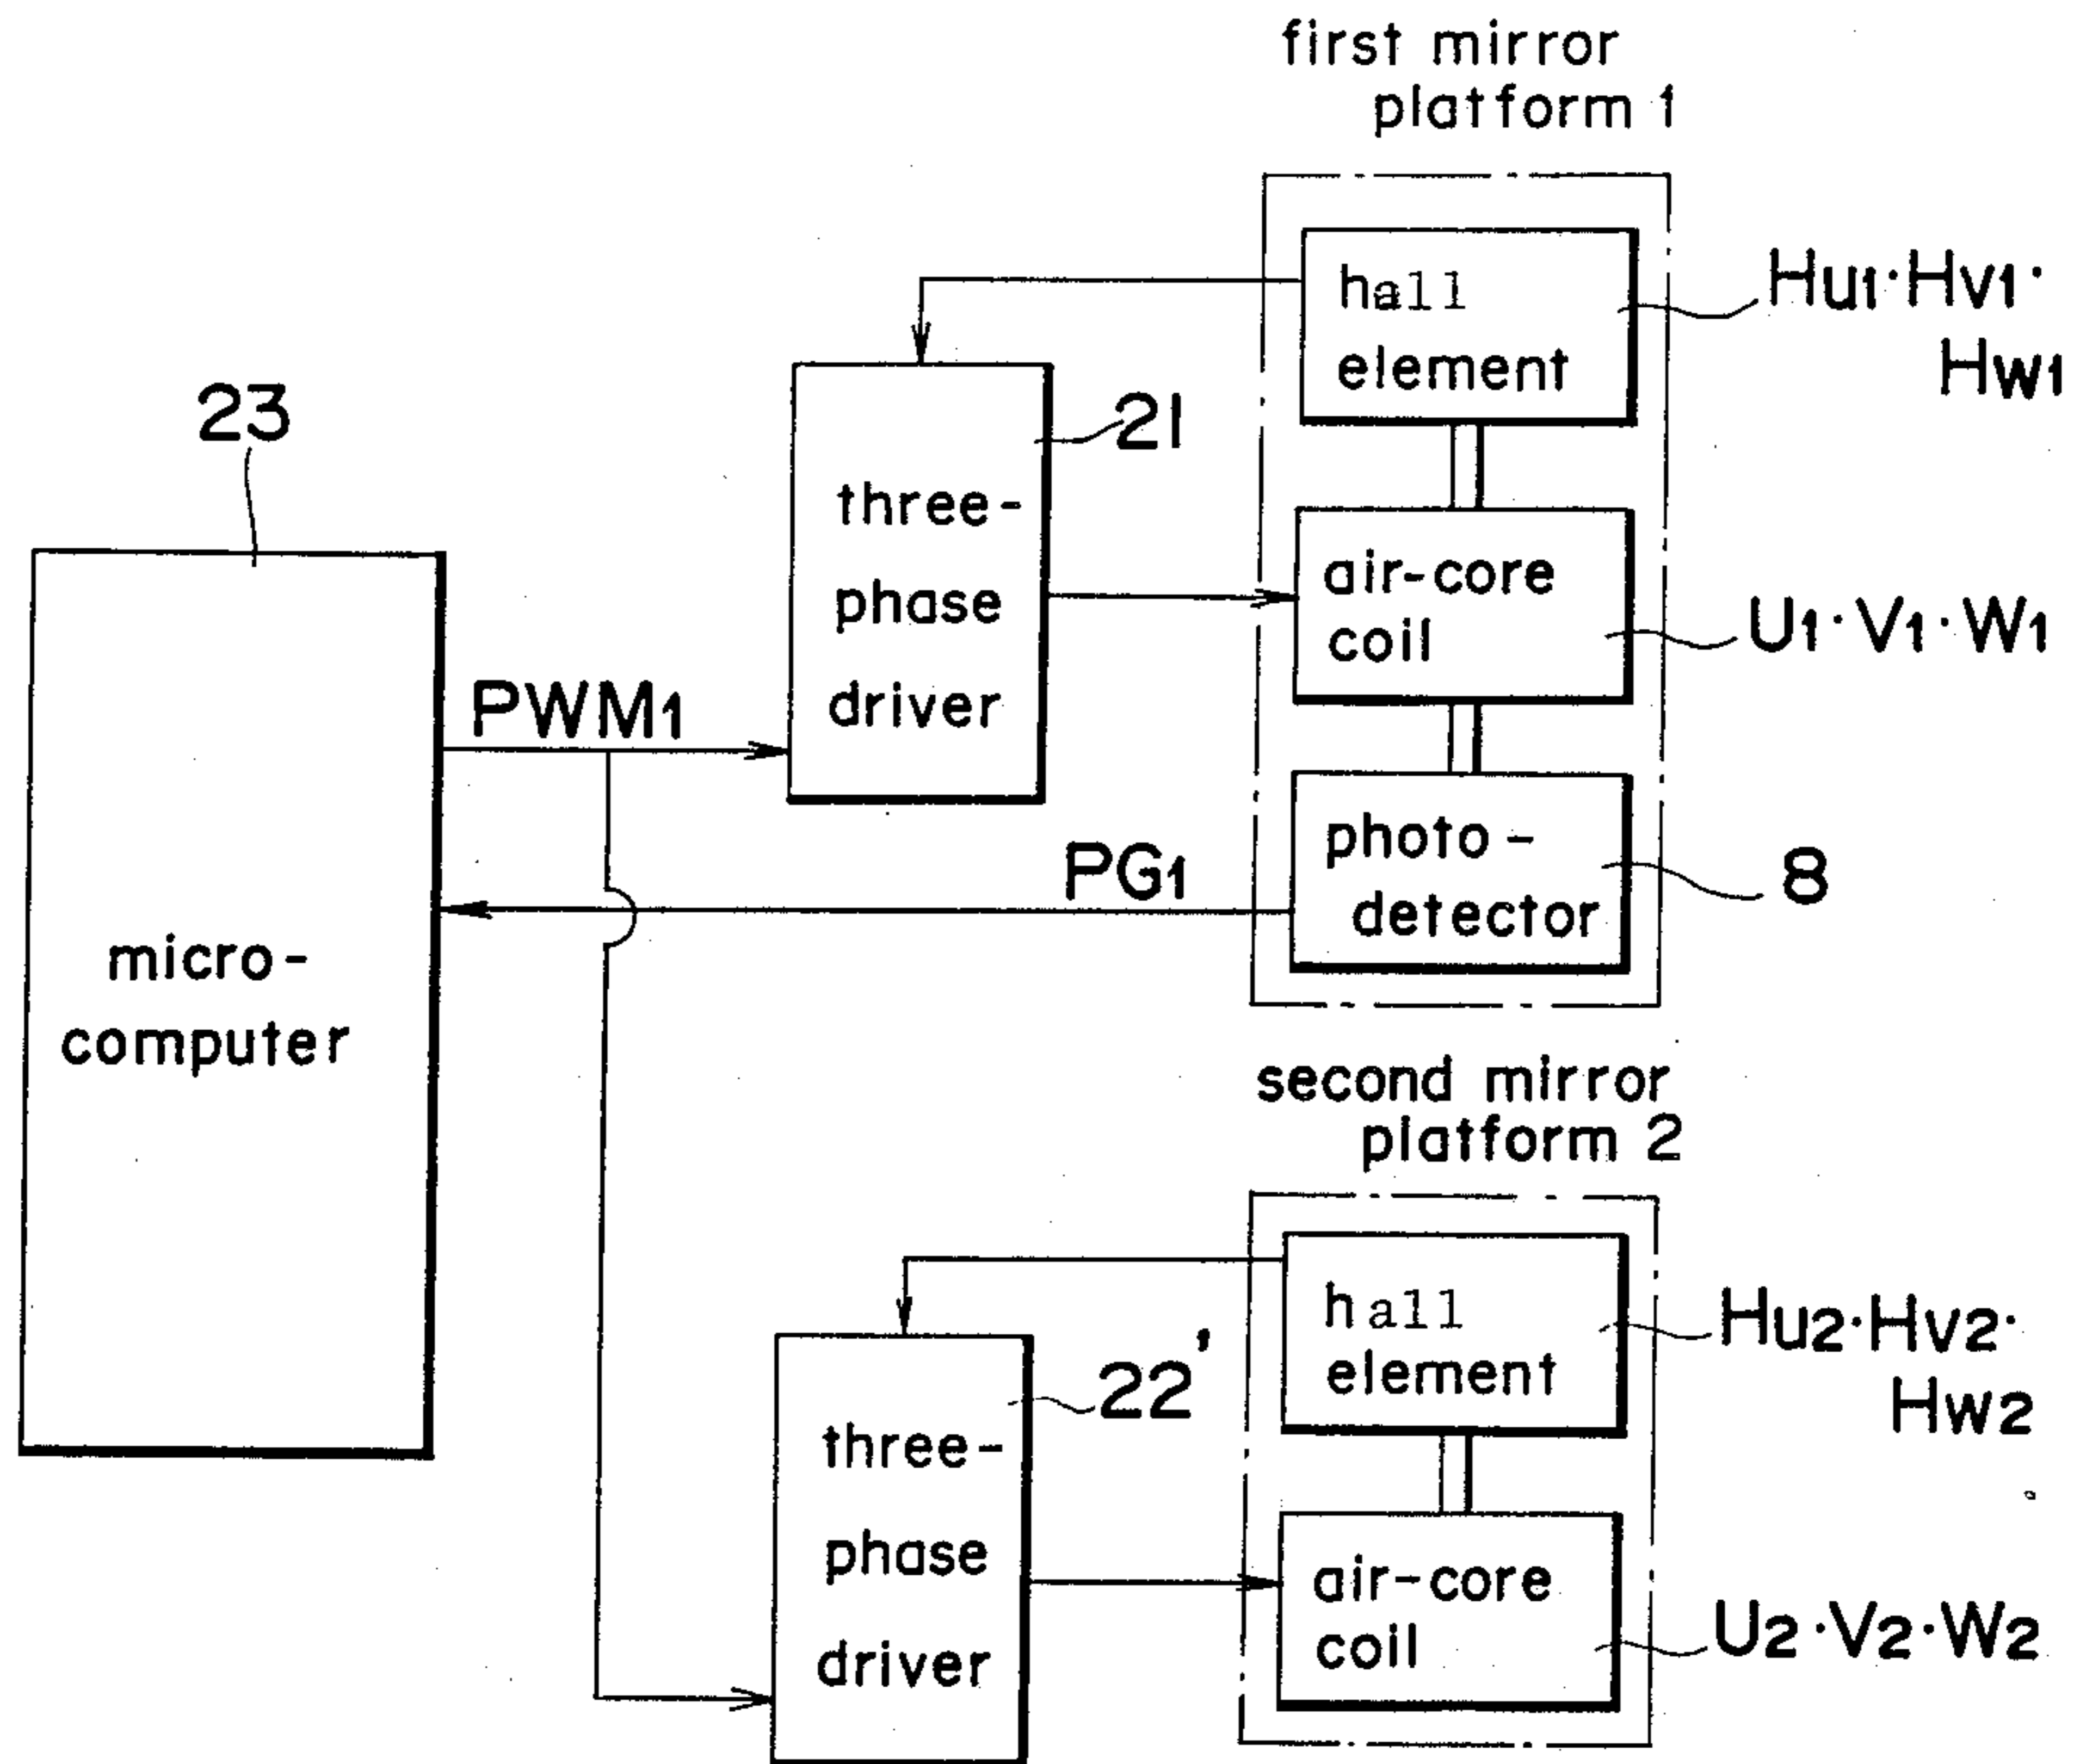 first mirror
platform 1
hall
element
Hu1·Hv1·
Hw1
21
three-
phase
driver
air-core
coil
U1·V1·W1
23
PWM1
photo-
detector
8
PG1
micro-
computer
second mirror
platform 2
hall
element
Hu2·Hv2·
Hw2
22'
three-
phase
driver
air-core
coil
U2·V2·W2